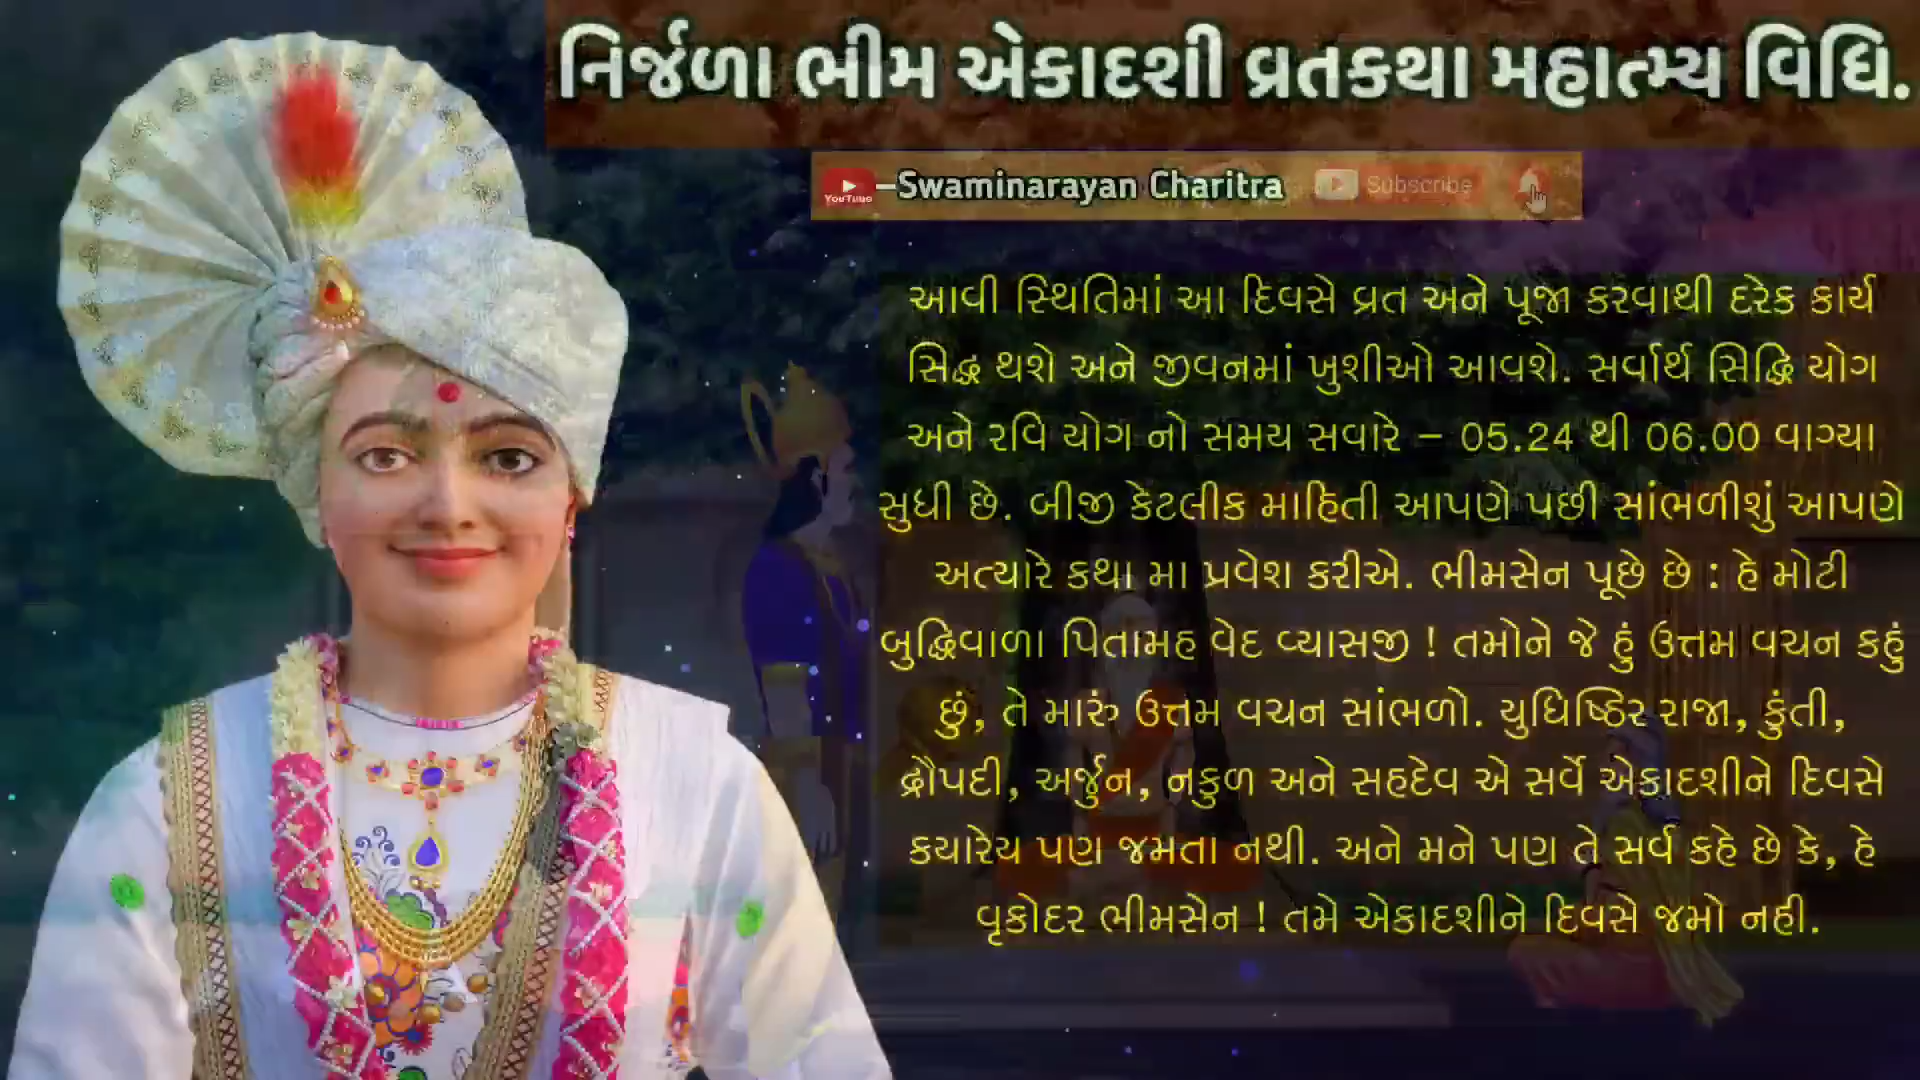 નિર્જળા ભીમ એકાદશી વ્રતકથા મહાત્મ્ય વિધિ.
YouTube –Swaminarayan Charitra Subscribe
આવી સ્થિતિમાં આ દિવસે વ્રત અને પૂજા કરવાથી દરેક કાર્ય
સિદ્ધ થશે અને જીવનમાં ખુશીઓ આવશે. સર્વાર્થ સિદ્ધિ યોગ
અને રવિ યોગ નો સમય સવારે – 05.24 થી 06.00 વાગ્યા
સુધી છે. બીજી કેટલીક માહિતી આપણે પછી સાંભળીશું આપણે
અત્યારે કથા મા પ્રવેશ કરીએ. ભીમસેન પૂછે છે : હે મોટી
બુદ્ધિવાળા પિતામહ વેદ વ્યાસજી ! તમોને જે હું ઉત્તમ વચન કહું
છું, તે મારું ઉત્તમ વચન સાંભળો. યુધિષ્ઠિર રાજા, કુંતી,
દ્રૌપદી, અર્જુન, નકુળ અને સહદેવ એ સર્વે એકાદશીને દિવસે
કયારેય પણ જમતા નથી. અને મને પણ તે સર્વ કહે છે કે, હે
વૃકોદર ભીમસેન ! તમે એકાદશીને દિવસે જમો નહી.